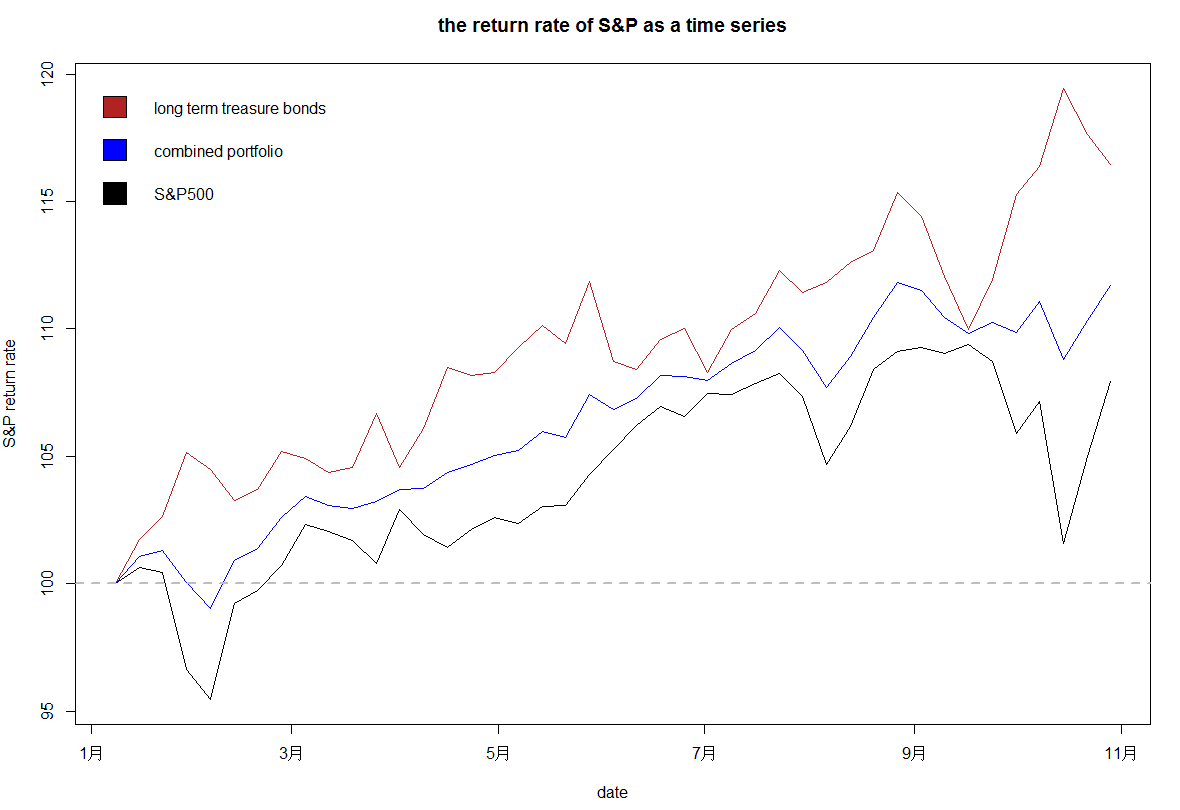 the return rate of S&P as a time series
120
115
110
105
100
95
S&P return rate
long term treasure bonds
combined portfolio
S&P500
1月
3月
5月
7月
9月
11月
date